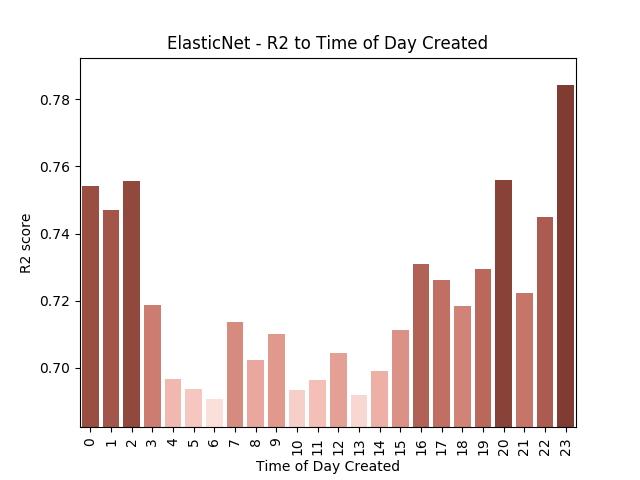 ElasticNet - R2 to Time of Day Created
R2 score
0.78
0.76
0.74
0.72
0.70
0 1 2 3 4 5 6 7 8 9 10 11 12 13 14 15 16 17 18 19 20 21 22 23
Time of Day Created